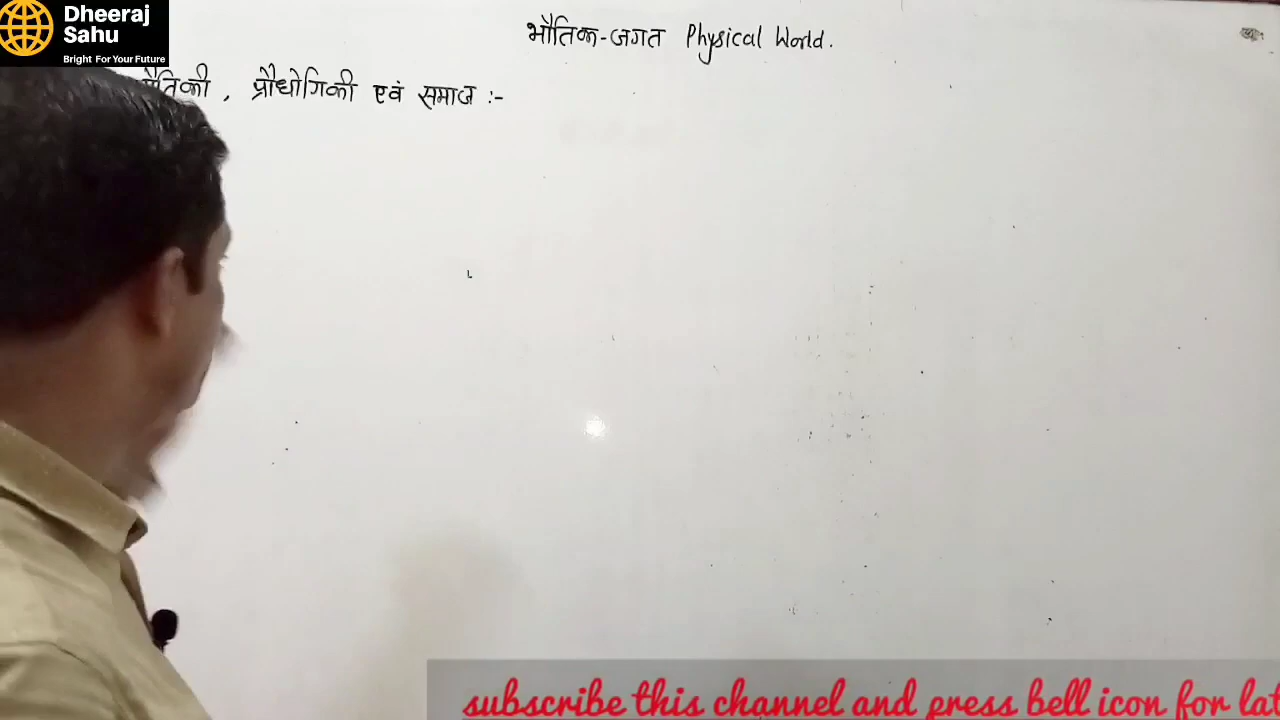 Dheeraj
Sahu
Bright For Your Future
भौतिक-जगत Physical World.
, प्रौधोगिकी एवं समाज :-
subscribe this channel and press bell icon for